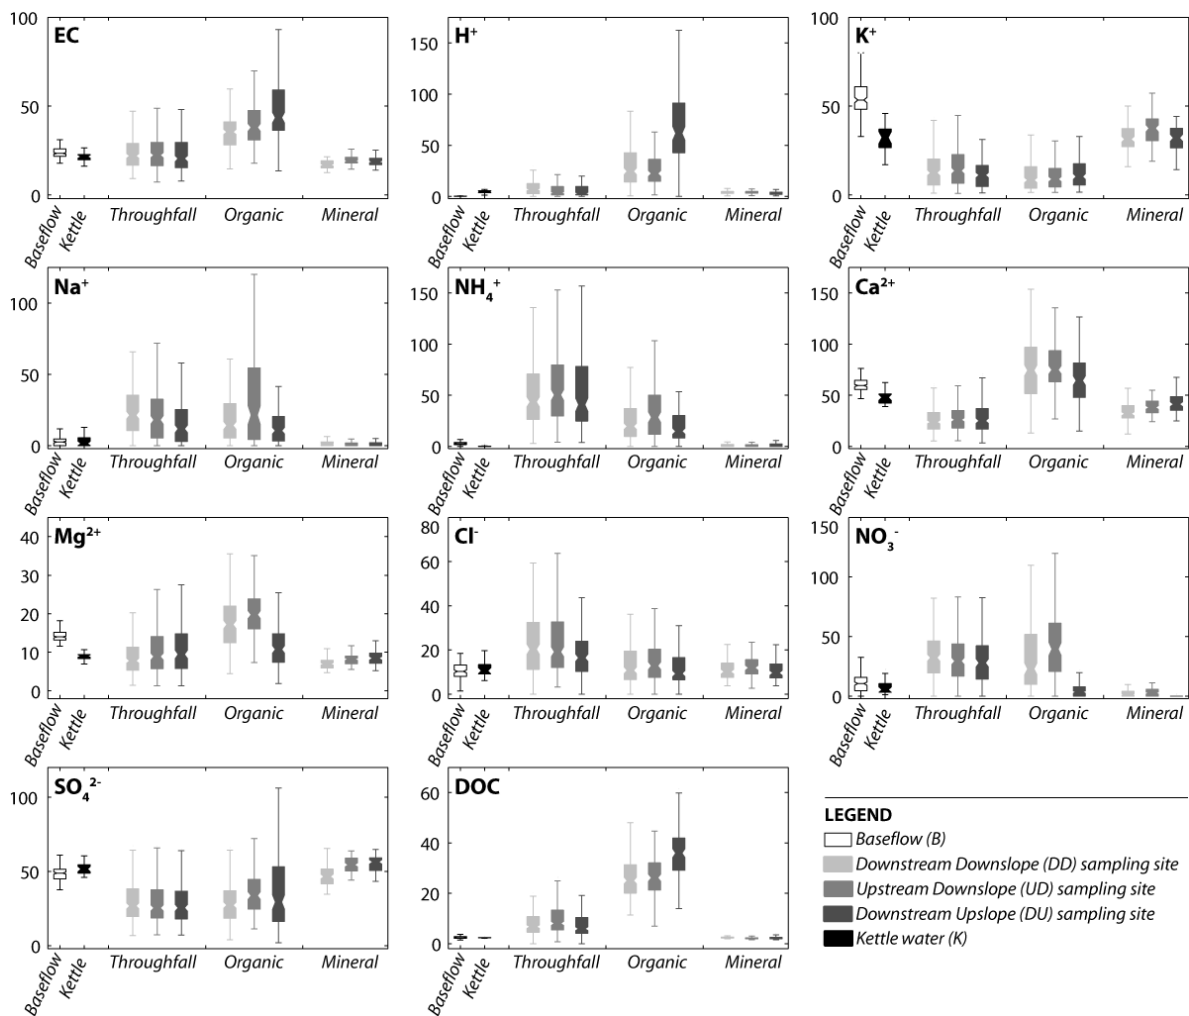 EC
100
50
0
Baseflow
Kettle
Throughfall
Organic
Mineral
H⁺
150
100
50
0
Baseflow
Kettle
Throughfall
Organic
Mineral
K⁺
100
50
0
Baseflow
Kettle
Throughfall
Organic
Mineral
Na⁺
100
50
0
Baseflow
Kettle
Throughfall
Organic
Mineral
NH₄⁺
150
100
50
0
Baseflow
Kettle
Throughfall
Organic
Mineral
Ca²⁺
150
100
50
0
Baseflow
Kettle
Throughfall
Organic
Mineral
Mg²⁺
40
30
20
10
0
Baseflow
Kettle
Throughfall
Organic
Mineral
Cl⁻
80
60
40
20
0
Baseflow
Kettle
Throughfall
Organic
Mineral
NO₃⁻
150
100
50
0
Baseflow
Kettle
Throughfall
Organic
Mineral
SO₄²⁻
100
50
0
Baseflow
Kettle
Throughfall
Organic
Mineral
DOC
60
40
20
0
Baseflow
Kettle
Throughfall
Organic
Mineral
LEGEND
Baseflow (B)
Downstream Downslope (DD) sampling site
Upstream Downslope (UD) sampling site
Downstream Upslope (DU) sampling site
Kettle water (K)